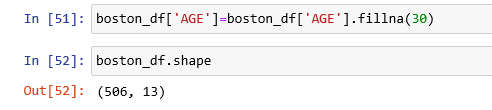 In [51]: boston_df['AGE']=boston_df['AGE'].fillna(30)
In [52]: boston_df.shape
Out[52]: (506, 13)